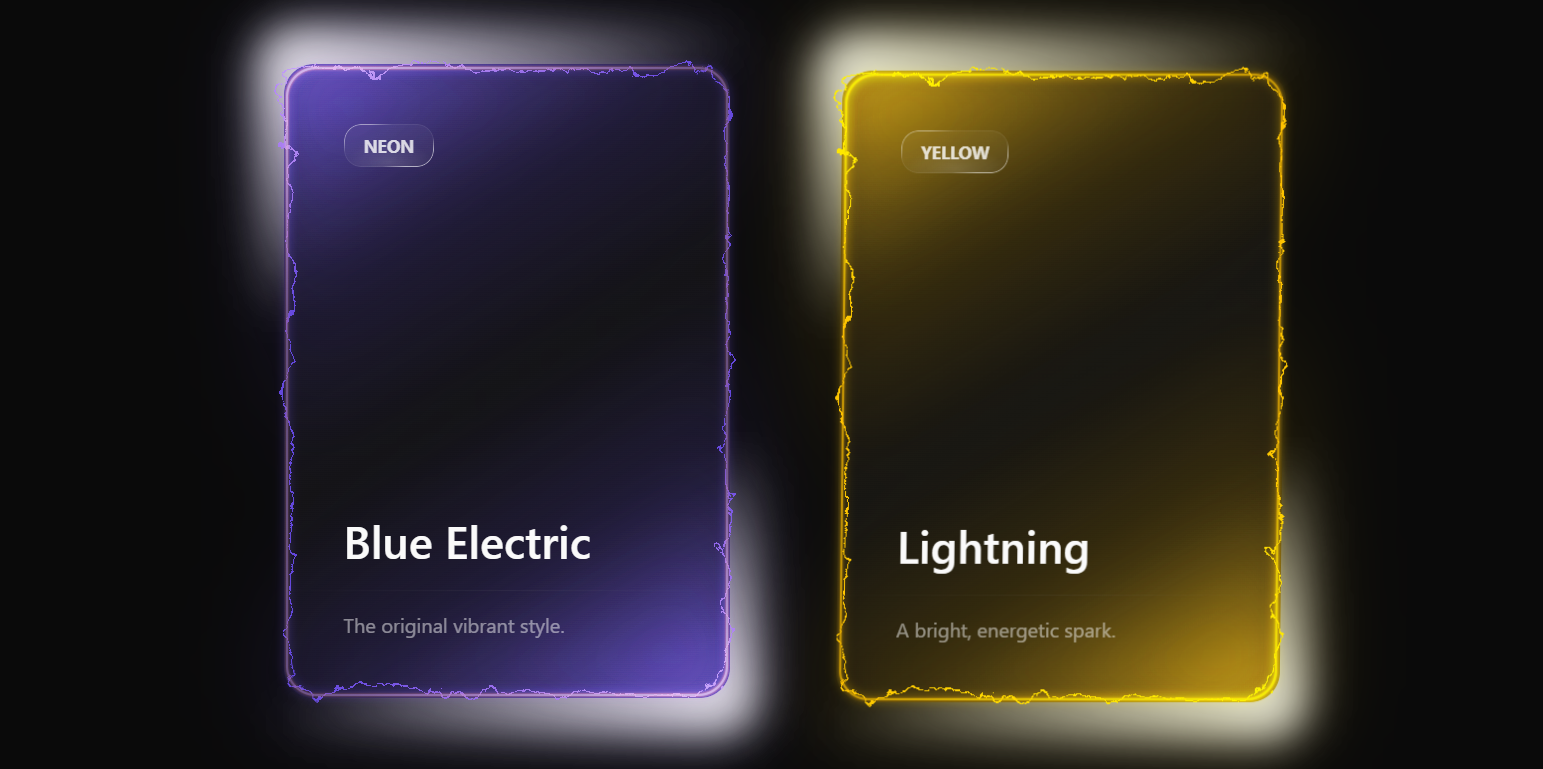 NEON
Blue Electric
The original vibrant style.
YELLOW
Lightning
A bright, energetic spark.